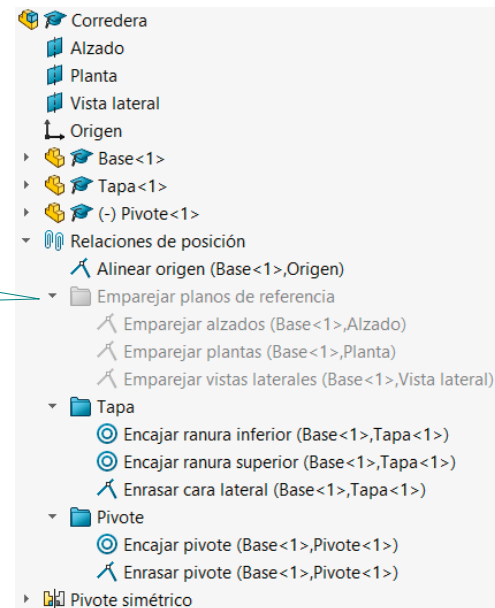 Corredera
Alzado
Planta
Vista lateral
Origen
Base<1>
Tapa<1>
(-) Pivote<1>
Relaciones de posición
Alinear origen (Base<1>,Origen)
Emparejar planos de referencia
Emparejar alzados (Base<1>,Alzado)
Emparejar plantas (Base<1>,Planta)
Emparejar vistas laterales (Base<1>,Vista lateral)
Tapa
Encajar ranura inferior (Base<1>,Tapa<1>)
Encajar ranura superior (Base<1>,Tapa<1>)
Enrasar cara lateral (Base<1>,Tapa<1>)
Pivote
Encajar pivote (Base<1>,Pivote<1>)
Enrasar pivote (Base<1>,Pivote<1>)
Pivote simétrico